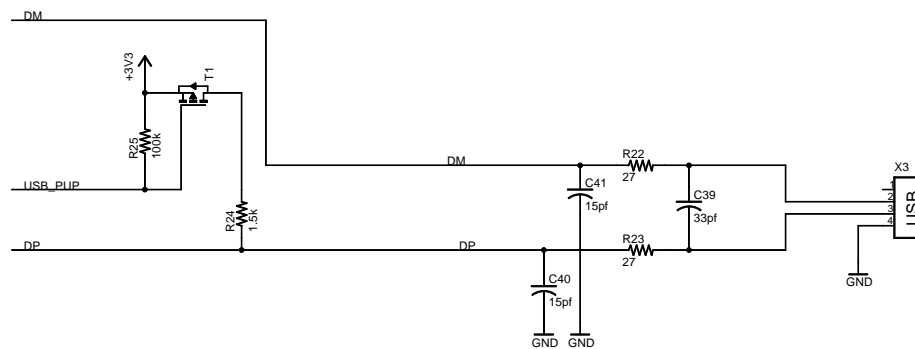 DM
+3V3
T1
R25
100k
USB_PUP
R24
1.5k
DM
R22
27
C41
15pf
C39
33pf
X3
1
2
3
4
USB
DP
DP
R23
27
C40
15pf
GND
GND
GND